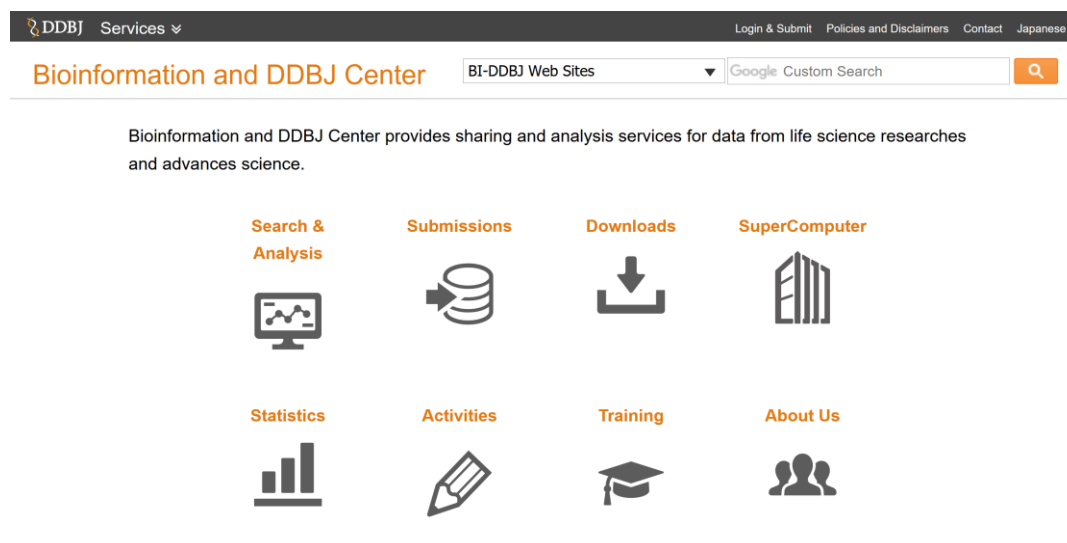 DDBJ Services
Login & Submit Policies and Disclaimers Contact Japanese
Bioinformation and DDBJ Center
BI-DDBJ Web Sites
Google Custom Search
Bioinformation and DDBJ Center provides sharing and analysis services for data from life science researches
and advances science.
Search &
Analysis
Submissions
Downloads
SuperComputer
Statistics
Activities
Training
About Us